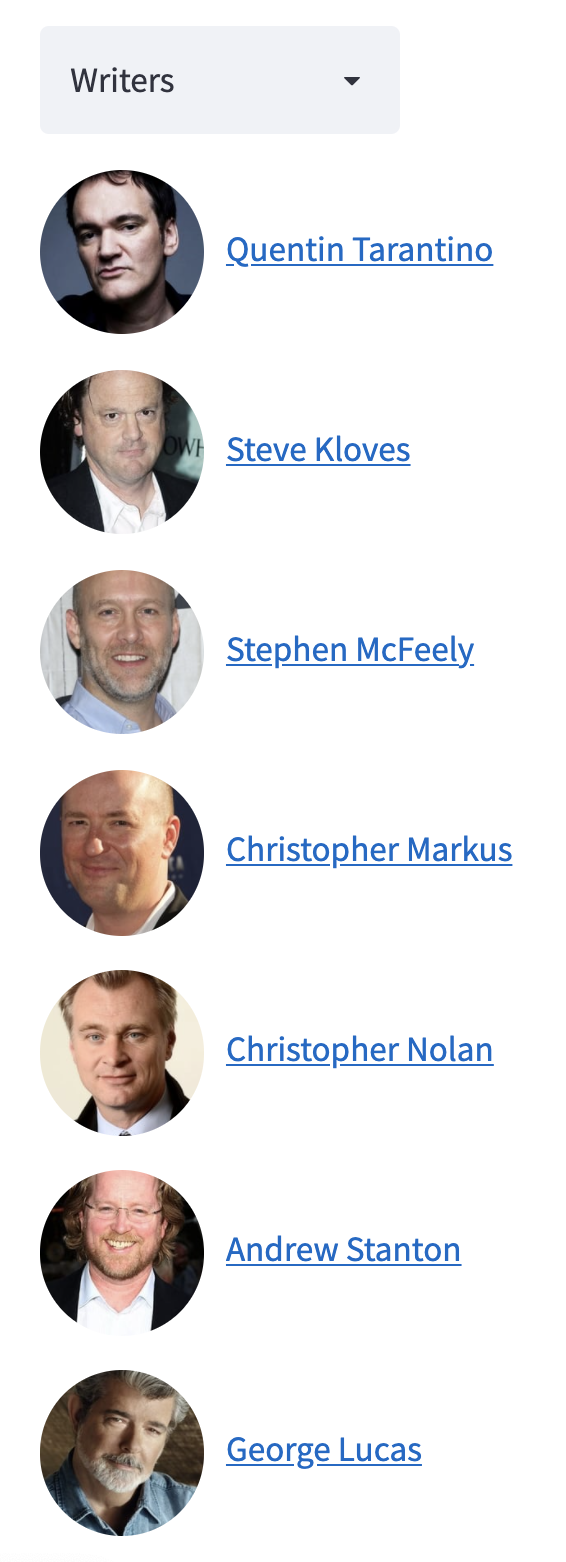 Writers
Quentin Tarantino
Steve Kloves
Stephen McFeely
Christopher Markus
Christopher Nolan
Andrew Stanton
George Lucas